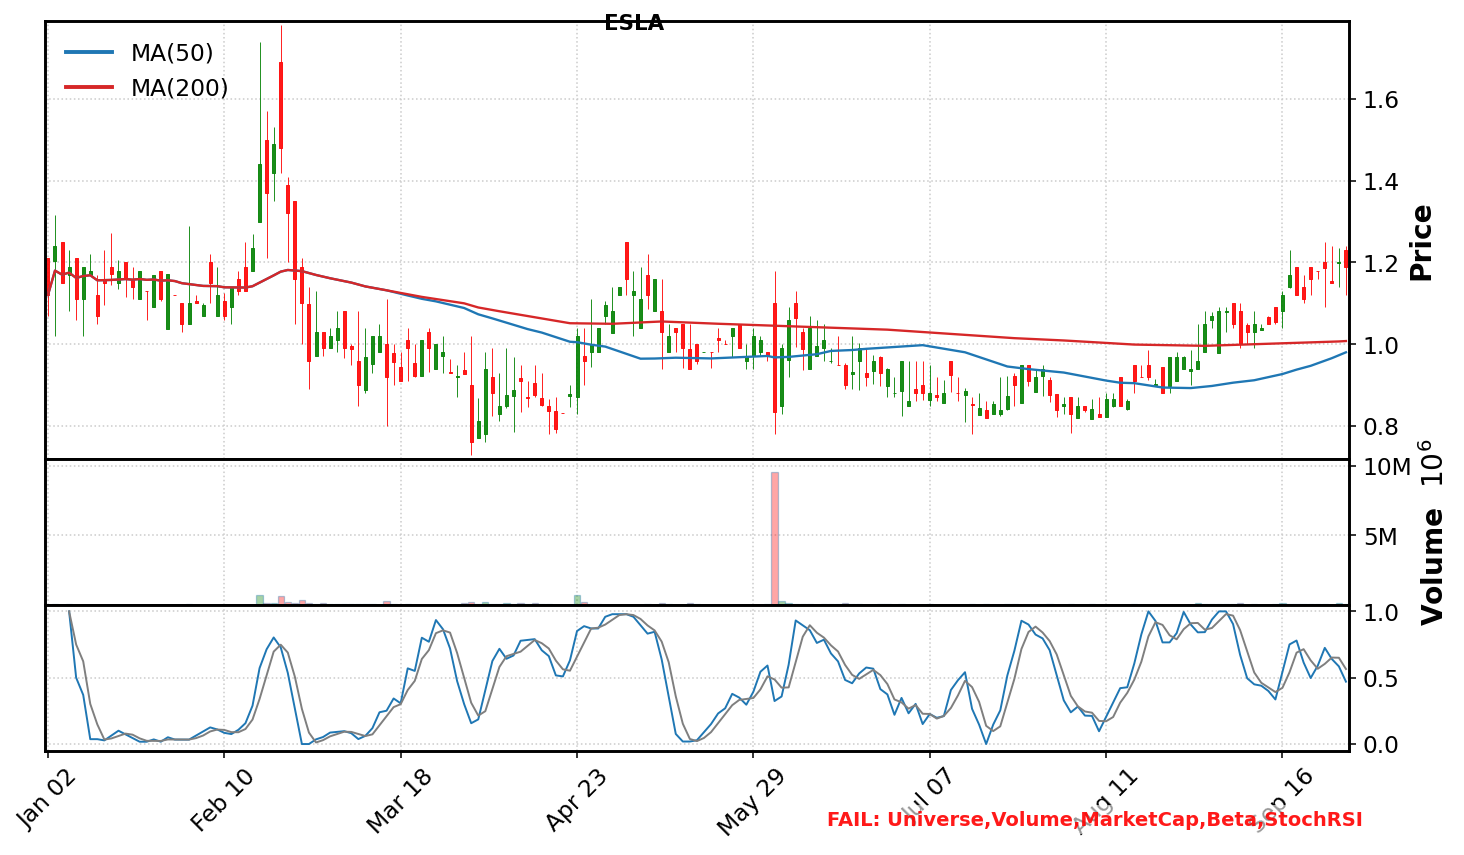 ESLA
MA(50)
MA(200)
1.6
1.4
1.2
1.0
0.8
Price
10M
5M
Volume 10^6
1.0
0.5
0.0
Jan 02
Feb 10
Mar 18
Apr 23
May 29
Jul 07
Aug 11
Sep 16
FAIL: Universe,Volume,MarketCap,Beta,StochRSI